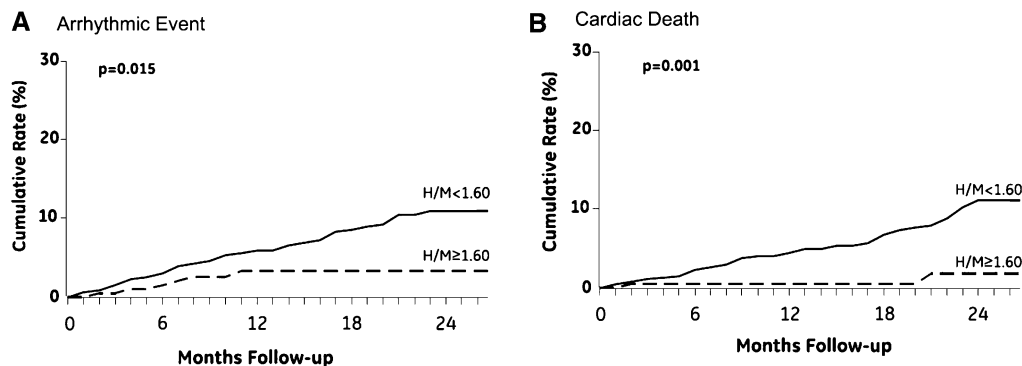 A Arrhythmic Event
30
20
10
0
Cumulative Rate (%)
p=0.015
H/M<1.60
H/M≥1.60
0 6 12 18 24
Months Follow-up
B Cardiac Death
30
20
10
0
Cumulative Rate (%)
p=0.001
H/M<1.60
H/M≥1.60
0 6 12 18 24
Months Follow-up